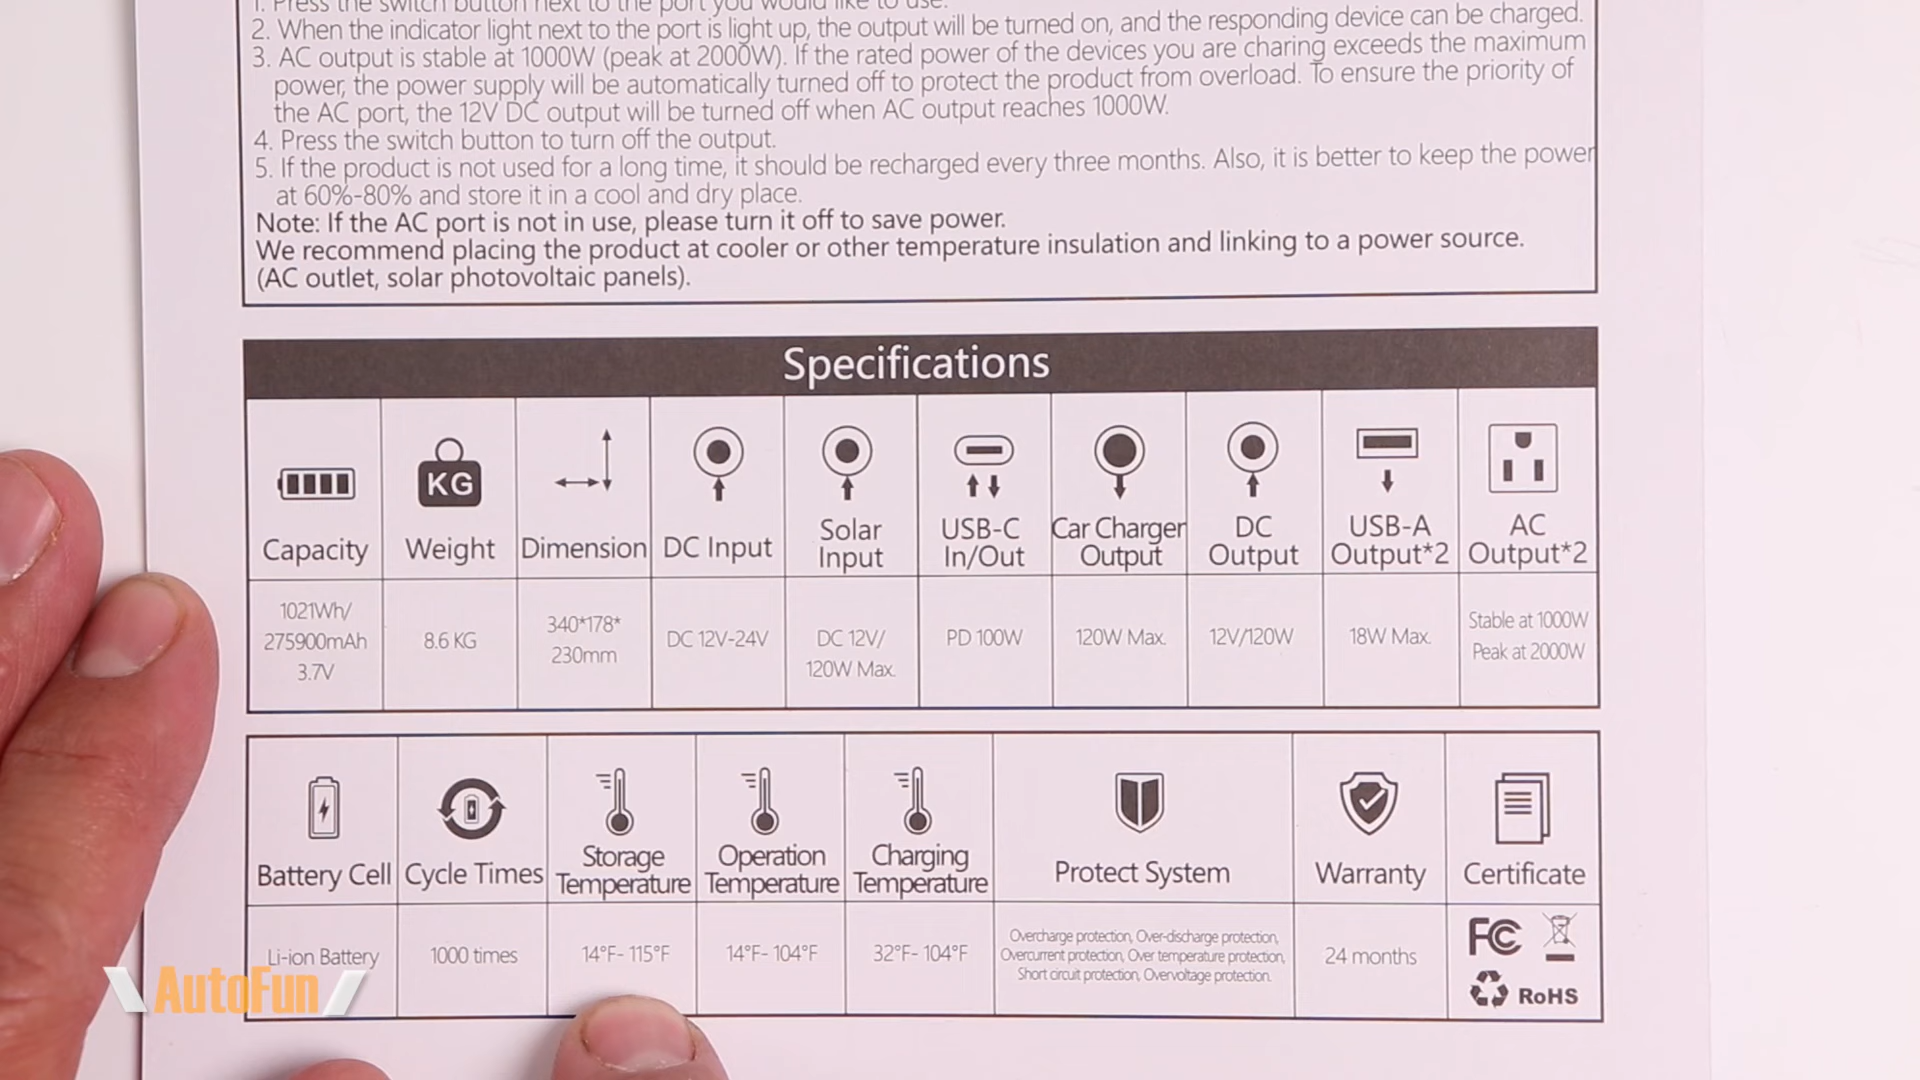 1. Press the switch button next to the port you would like to use.
2. When the indicator light next to the port is light up, the output will be turned on, and the responding device can be charged.
3. AC output is stable at 1000W (peak at 2000W). If the rated power of the devices you are charing exceeds the maximum
power, the power supply will be automatically turned off to protect the product from overload. To ensure the priority of
the AC port, the 12V DC output will be turned off when AC output reaches 1000W.
4. Press the switch button to turn off the output.
5. If the product is not used for a long time, it should be recharged every three months. Also, it is better to keep the power
at 60%-80% and store it in a cool and dry place.
Note: If the AC port is not in use, please turn it off to save power.
We recommend placing the product at cooler or other temperature insulation and linking to a power source.
(AC outlet, solar photovoltaic panels).
Specifications
KG
Capacity
Weight
Dimension
DC Input
Solar
Input
USB-C
In/Out
Car Charger
Output
DC
Output
USB-A
Output*2
AC
Output*2
1021Wh/
275900mAh
3.7V
8.6 KG
340*178*
230mm
DC 12V-24V
DC 12V/
120W Max.
PD 100W
120W Max.
12V/120W
18W Max.
Stable at 1000W
Peak at 2000W
Battery Cell
Cycle Times
Storage
Temperature
Operation
Temperature
Charging
Temperature
Protect System
Warranty
Certificate
Li-ion Battery
1000 times
14°F- 115°F
14°F- 104°F
32°F- 104°F
Overcharge protection, Over-discharge protection,
Overcurrent protection, Over temperature protection,
Short circuit protection, Overvoltage protection.
24 months
FC
RoHS
AutoFun